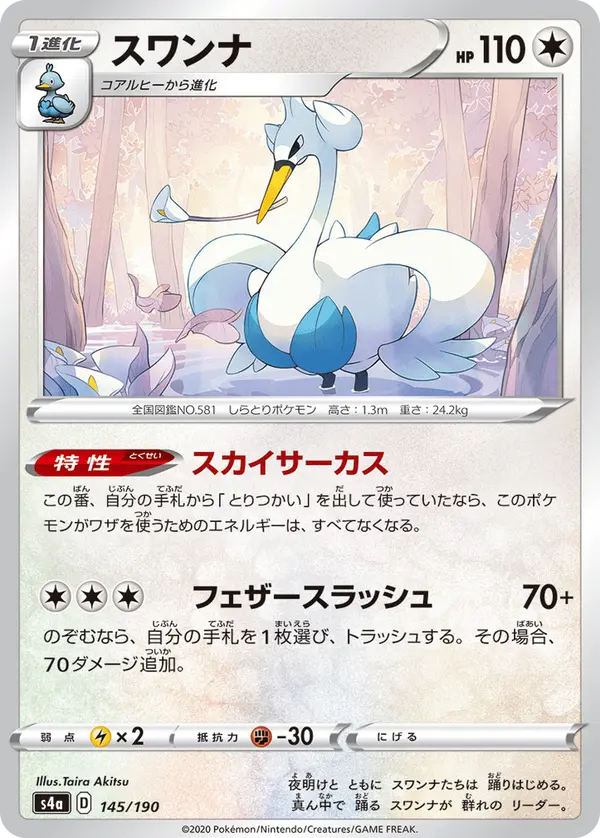 1進化
スワンナ
HP 110
コアルヒーから進化
全国図鑑NO.581 しらとりポケモン 高さ：1.3m 重さ：24.2kg
特性 とくせい スカイサーカス
この番、自分の手札から「とりつかい」を出して使っていたなら、このポケ
モンがワザを使うためのエネルギーは、すべてなくなる。
フェザースラッシュ 70+
のぞむなら、自分の手札を1枚選び、トラッシュする。その場合、
70ダメージ追加。
弱点 ×2 抵抗力 -30 にげる
Illus.Taira Akitsu
s4a D 145/190
夜明けと ともに スワンナたちは 踊りはじめる。
真ん中で 踊る スワンナが 群れの リーダー。
©2020 Pokémon/Nintendo/Creatures/GAME FREAK.